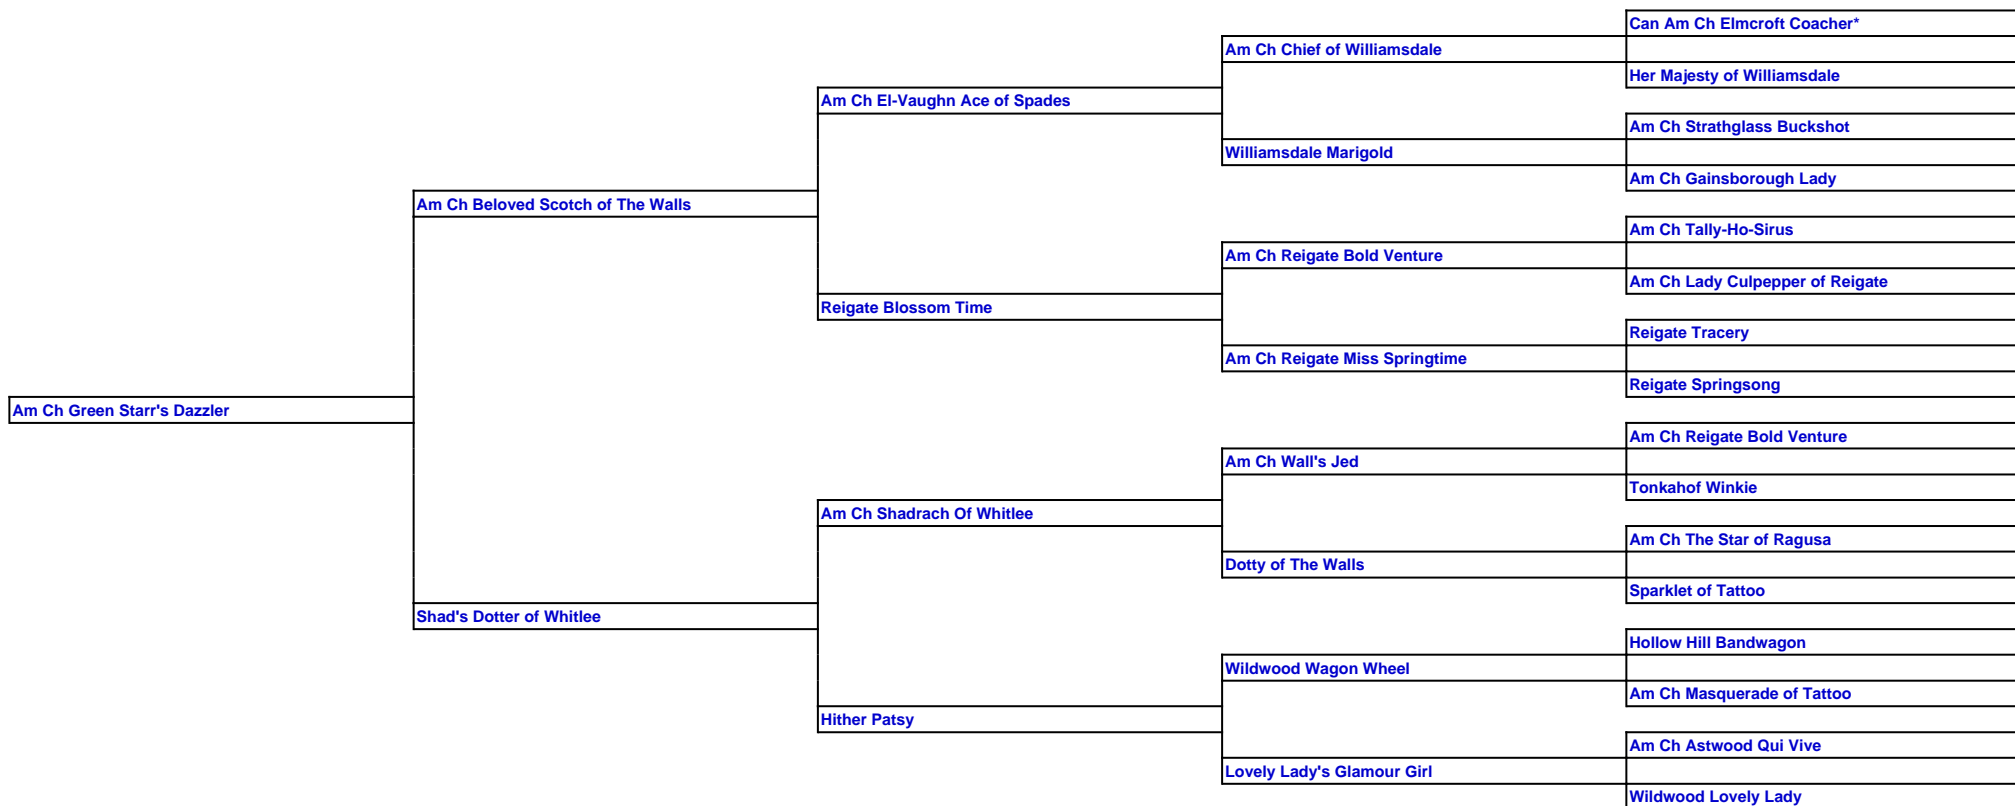 Can Am Ch Elmcroft Coacher*
Am Ch Chief of Williamsdale
Her Majesty of Williamsdale
Am Ch El-Vaughn Ace of Spades
Am Ch Strathglass Buckshot
Williamsdale Marigold
Am Ch Gainsborough Lady
Am Ch Beloved Scotch of The Walls
Am Ch Tally-Ho-Sirus
Am Ch Reigate Bold Venture
Am Ch Lady Culpepper of Reigate
Reigate Blossom Time
Reigate Tracery
Am Ch Reigate Miss Springtime
Reigate Springsong
Am Ch Green Starr's Dazzler
Am Ch Reigate Bold Venture
Am Ch Wall's Jed
Tonkahof Winkie
Am Ch Shadrach Of Whitlee
Am Ch The Star of Ragusa
Dotty of The Walls
Sparklet of Tattoo
Shad's Dotter of Whitlee
Hollow Hill Bandwagon
Wildwood Wagon Wheel
Am Ch Masquerade of Tattoo
Hither Patsy
Am Ch Astwood Qui Vive
Lovely Lady's Glamour Girl
Wildwood Lovely Lady